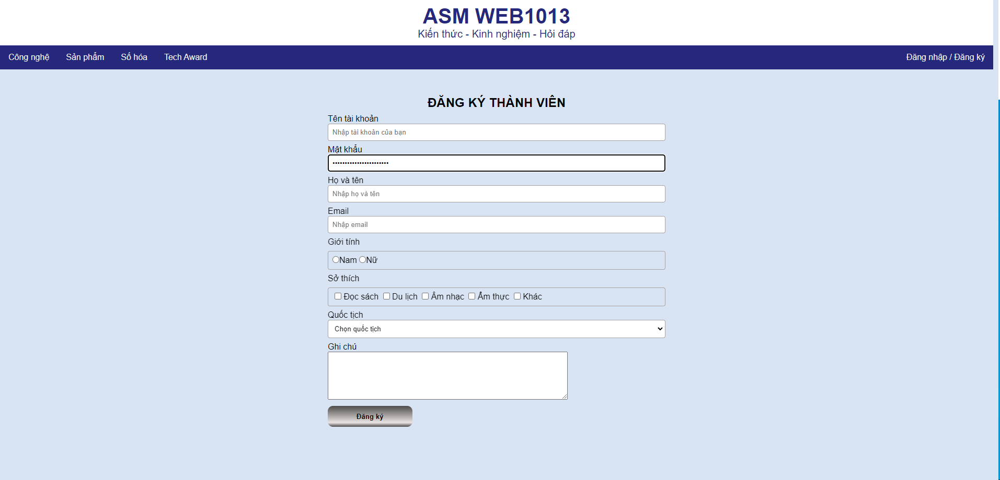 ASM WEB1013
Kiến thức - Kinh nghiệm - Hỏi đáp
Công nghệ Sản phẩm Số hóa Tech Award Đăng nhập / Đăng ký
ĐĂNG KÝ THÀNH VIÊN
Tên tài khoản
Nhập tài khoản của bạn
Mật khẩu
•••••••••••••••••••••••
Họ và tên
Nhập họ và tên
Email
Nhập email
Giới tính
Nam Nữ
Sở thích
Đọc sách Du lịch Âm nhạc Ẩm thực Khác
Quốc tịch
Chọn quốc tịch
Ghi chú
Đăng ký